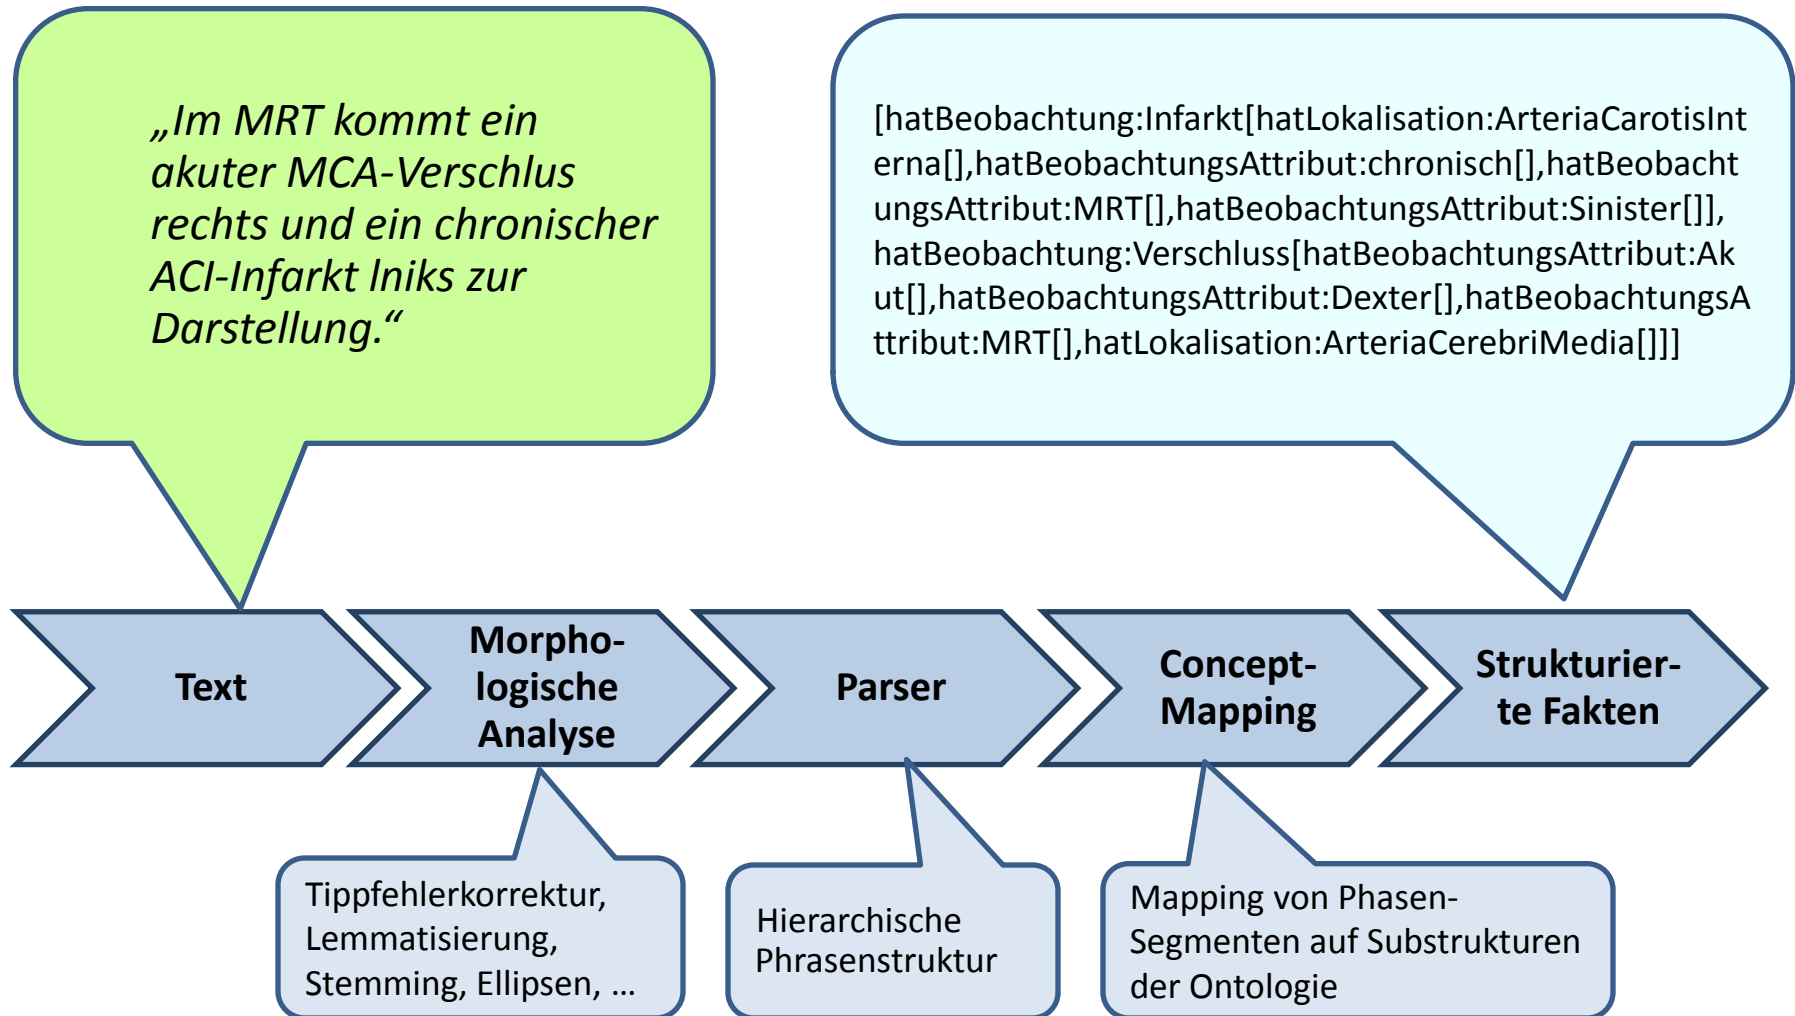 „Im MRT kommt ein
akuter MCA-Verschlus
rechts und ein chronischer
ACI-Infarkt lniks zur
Darstellung.“
[hatBeobachtung:Infarkt[hatLokalisation:ArteriaCarotisInt
erna[],hatBeobachtungsAttribut:chronisch[],hatBeobacht
ungsAttribut:MRT[],hatBeobachtungsAttribut:Sinister[]],
hatBeobachtung:Verschluss[hatBeobachtungsAttribut:Ak
ut[],hatBeobachtungsAttribut:Dexter[],hatBeobachtungsA
ttribut:MRT[],hatLokalisation:ArteriaCerebriMedia[]]]
Text
Morpho-
logische
Analyse
Parser
Concept-
Mapping
Strukturier-
te Fakten
Tippfehlerkorrektur,
Lemmatisierung,
Stemming, Ellipsen, …
Hierarchische
Phrasenstruktur
Mapping von Phasen-
Segmenten auf Substrukturen
der Ontologie